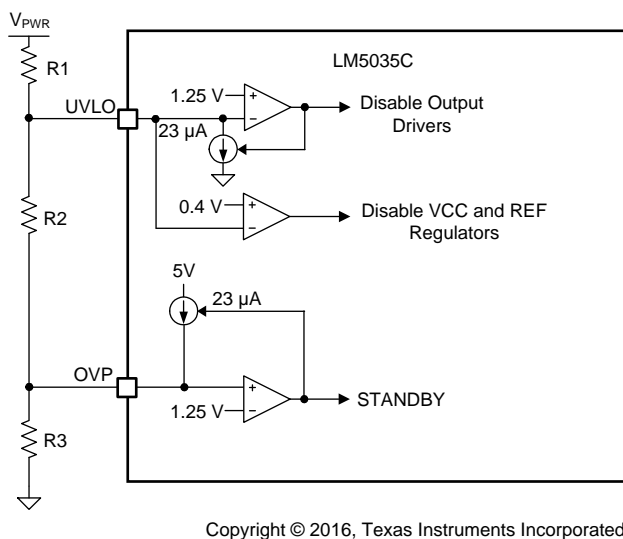 VPWR
R1
LM5035C
1.25 V
+
-
UVLO
Disable Output
Drivers
23 µA
R2
0.4 V
+
-
Disable VCC and REF
Regulators
5V
23 µA
OVP
+
-
1.25 V
STANDBY
R3
Copyright © 2016, Texas Instruments Incorporated